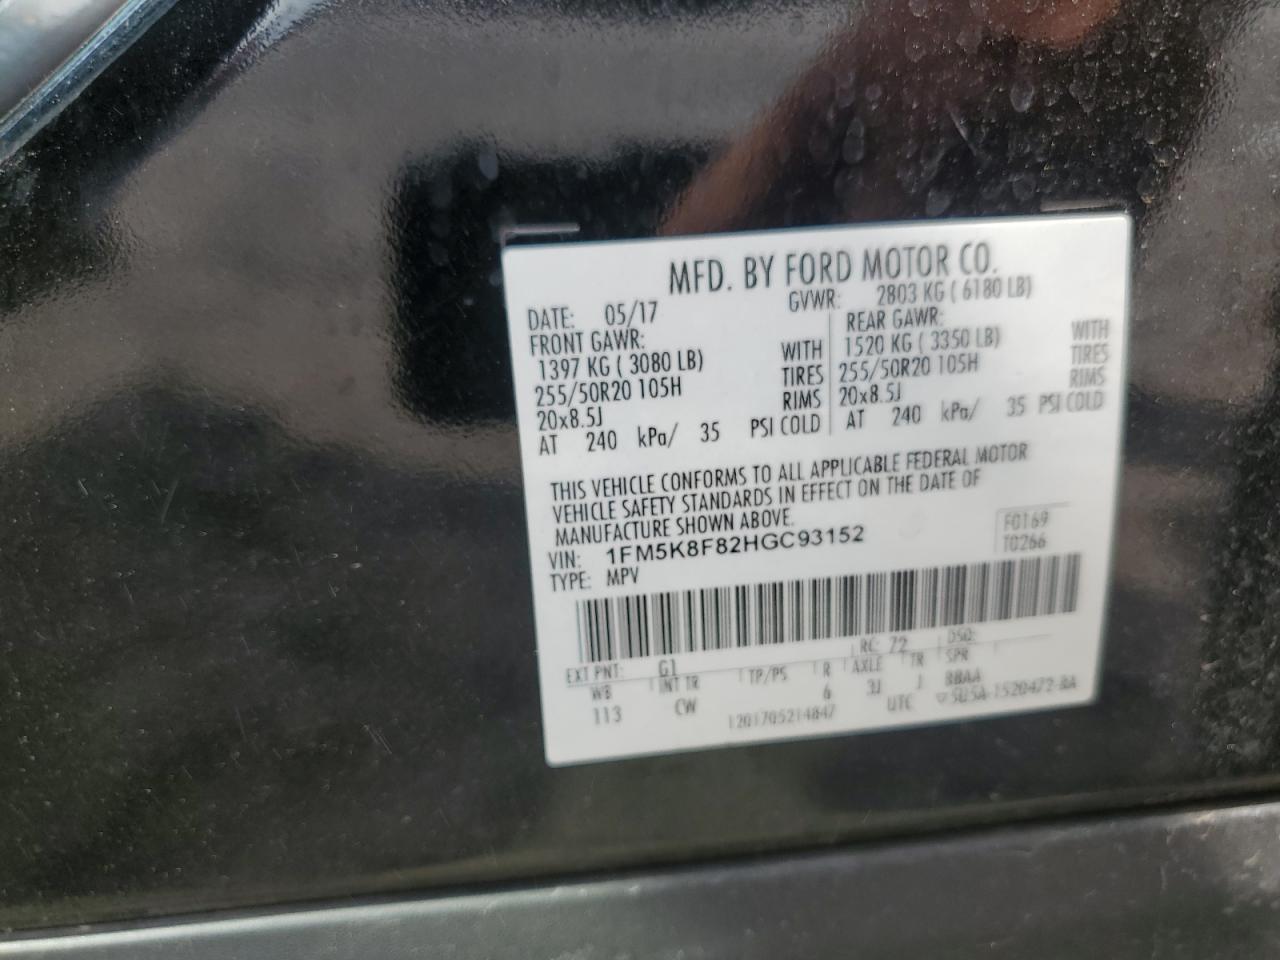 MFD. BY FORD MOTOR CO.
DATE: 05/17 GVWR: 2803 KG ( 6180 LB)
FRONT GAWR: REAR GAWR:
1397 KG ( 3080 LB) WITH 1520 KG ( 3350 LB) WITH
255/50R20 105H TIRES 255/50R20 105H TIRES
20x8.5J RIMS 20x8.5J RIMS
AT 240 kPa/ 35 PSI COLD AT 240 kPa/ 35 PSI COLD
THIS VEHICLE CONFORMS TO ALL APPLICABLE FEDERAL MOTOR
VEHICLE SAFETY STANDARDS IN EFFECT ON THE DATE OF
MANUFACTURE SHOWN ABOVE.
VIN: 1FM5K8F82HGC93152 F0169
TYPE: MPV T0266
EXT PNT: G1 RC: 72 DSO:
WB INT TR TP/PS R AXLE TR SPR
113 CW 6 3J J BBAA
1201705214847 UTC ▽5U5A-1520472-BA